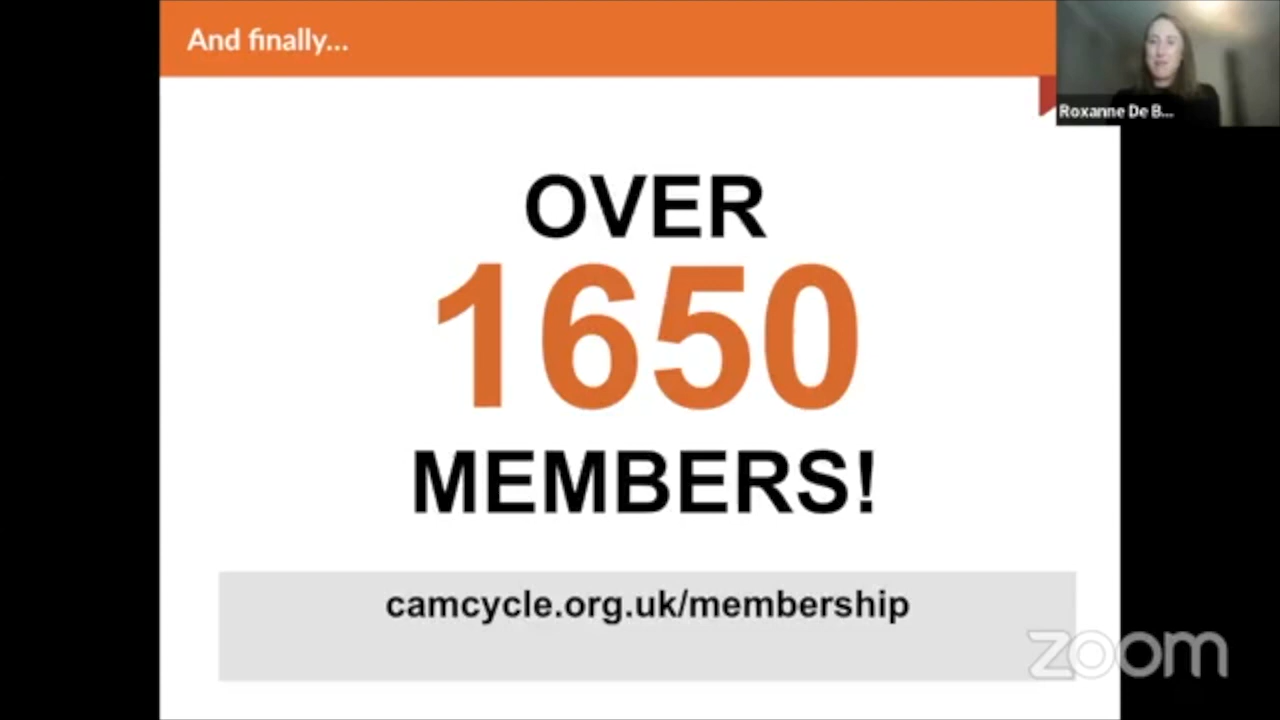 And finally...
Roxanne De B...
OVER
1650
MEMBERS!
camcycle.org.uk/membership
zoom